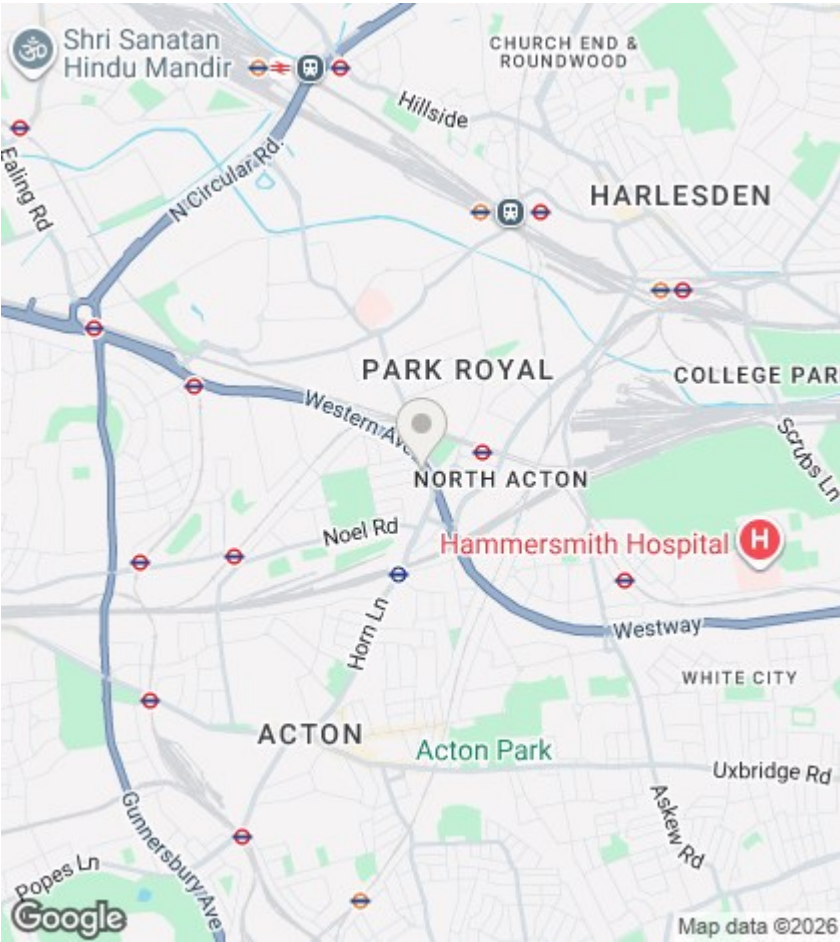 Shri Sanatan
Hindu Mandir
CHURCH END &
ROUNDWOOD
Hillside
Ealing Rd
N Circular Rd.
HARLESDEN
PARK ROYAL
COLLEGE PAR
Western Ave
Scrubs Ln
NORTH ACTON
Noel Rd
Hammersmith Hospital
H
Horn Ln
Westway
WHITE CITY
ACTON
Acton Park
Uxbridge Rd
Askew Rd
Gunnersbury Ave
Popes Ln
Google
Map data ©2026